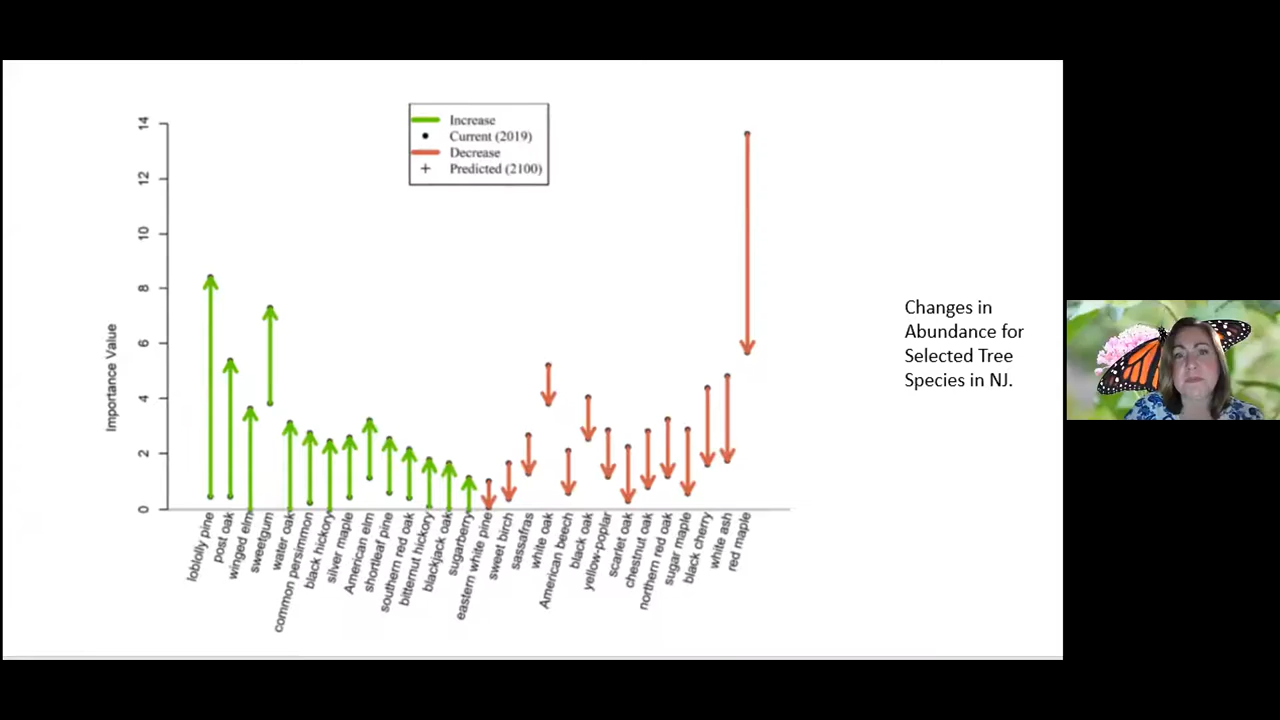 Increase
Current (2019)
Decrease
+ Predicted (2100)
14
12
10
8
6
4
2
0
Importance Value
loblolly pine
post oak
winged elm
sweetgum
water oak
common persimmon
black hickory
silver maple
American elm
shortleaf pine
southern red oak
bitternut hickory
blackjack oak
sugarberry
eastern white pine
sweet birch
sassafras
white oak
American beech
black oak
yellow-poplar
scarlet oak
chestnut oak
northern red oak
sugar maple
black cherry
white ash
red maple
Changes in
Abundance for
Selected Tree
Species in NJ.